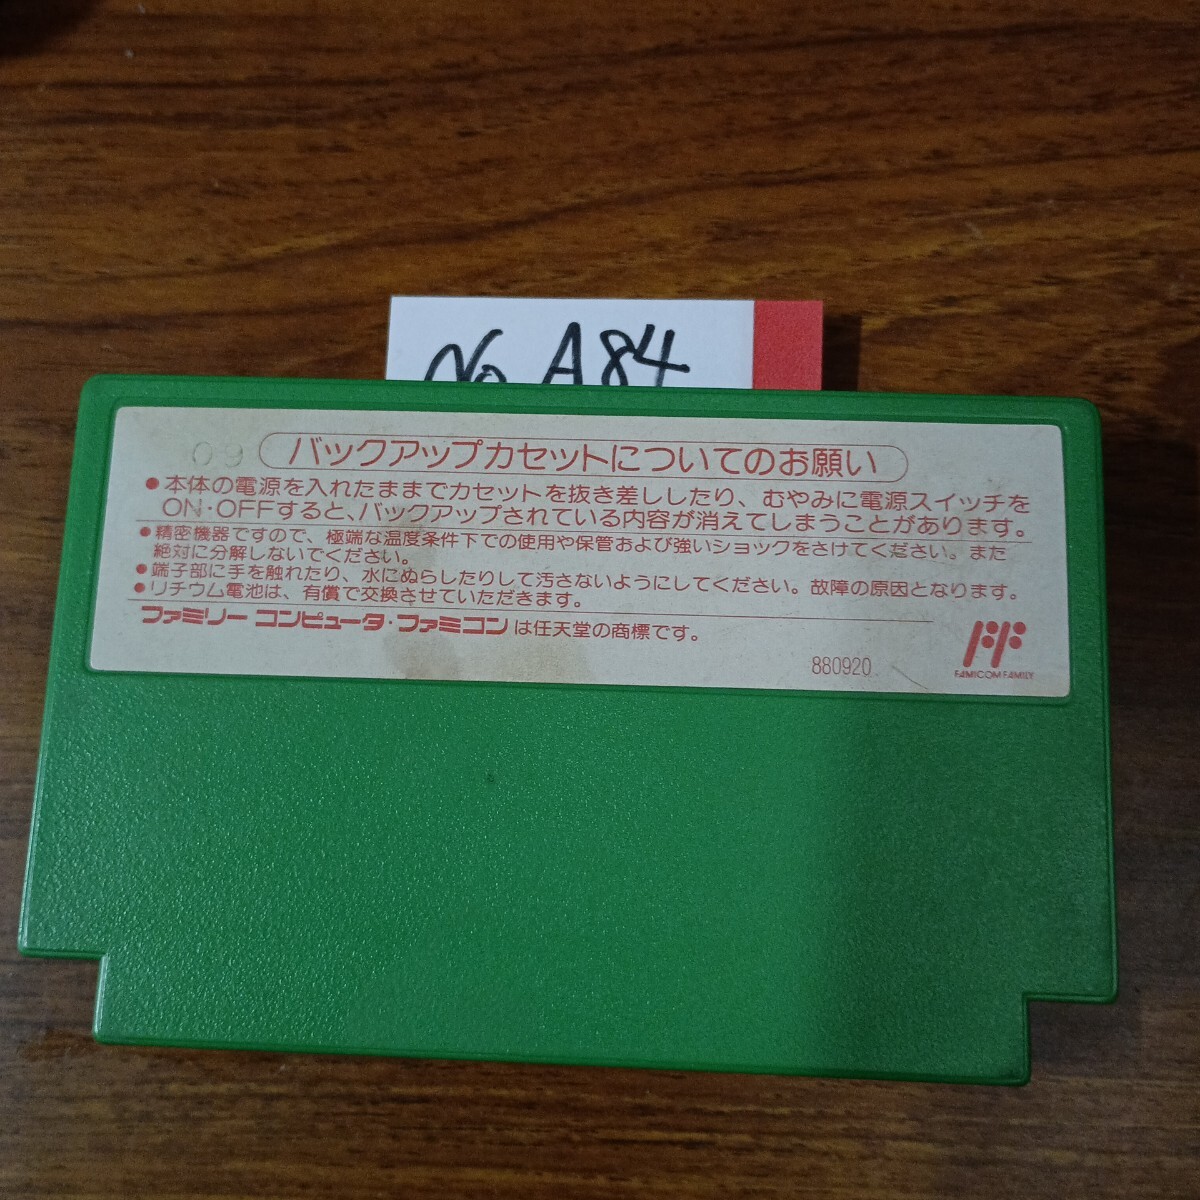 No. A84
09 バックアップカセットについてのお願い
●本体の電源を入れたままでカセットを抜き差ししたり、むやみに電源スイッチを
ON・OFFすると、バックアップされている内容が消えてしまうことがあります。
●精密機器ですので、極端な温度条件下での使用や保管および強いショックをさけてください。また
絶対に分解しないでください。
●端子部に手を触れたり、水にぬらしたりして汚さないようにしてください。故障の原因となります。
●リチウム電池は、有償で交換させていただきます。
ファミリー コンピュータ・ファミコンは任天堂の商標です。
880920
FAMICOM FAMILY